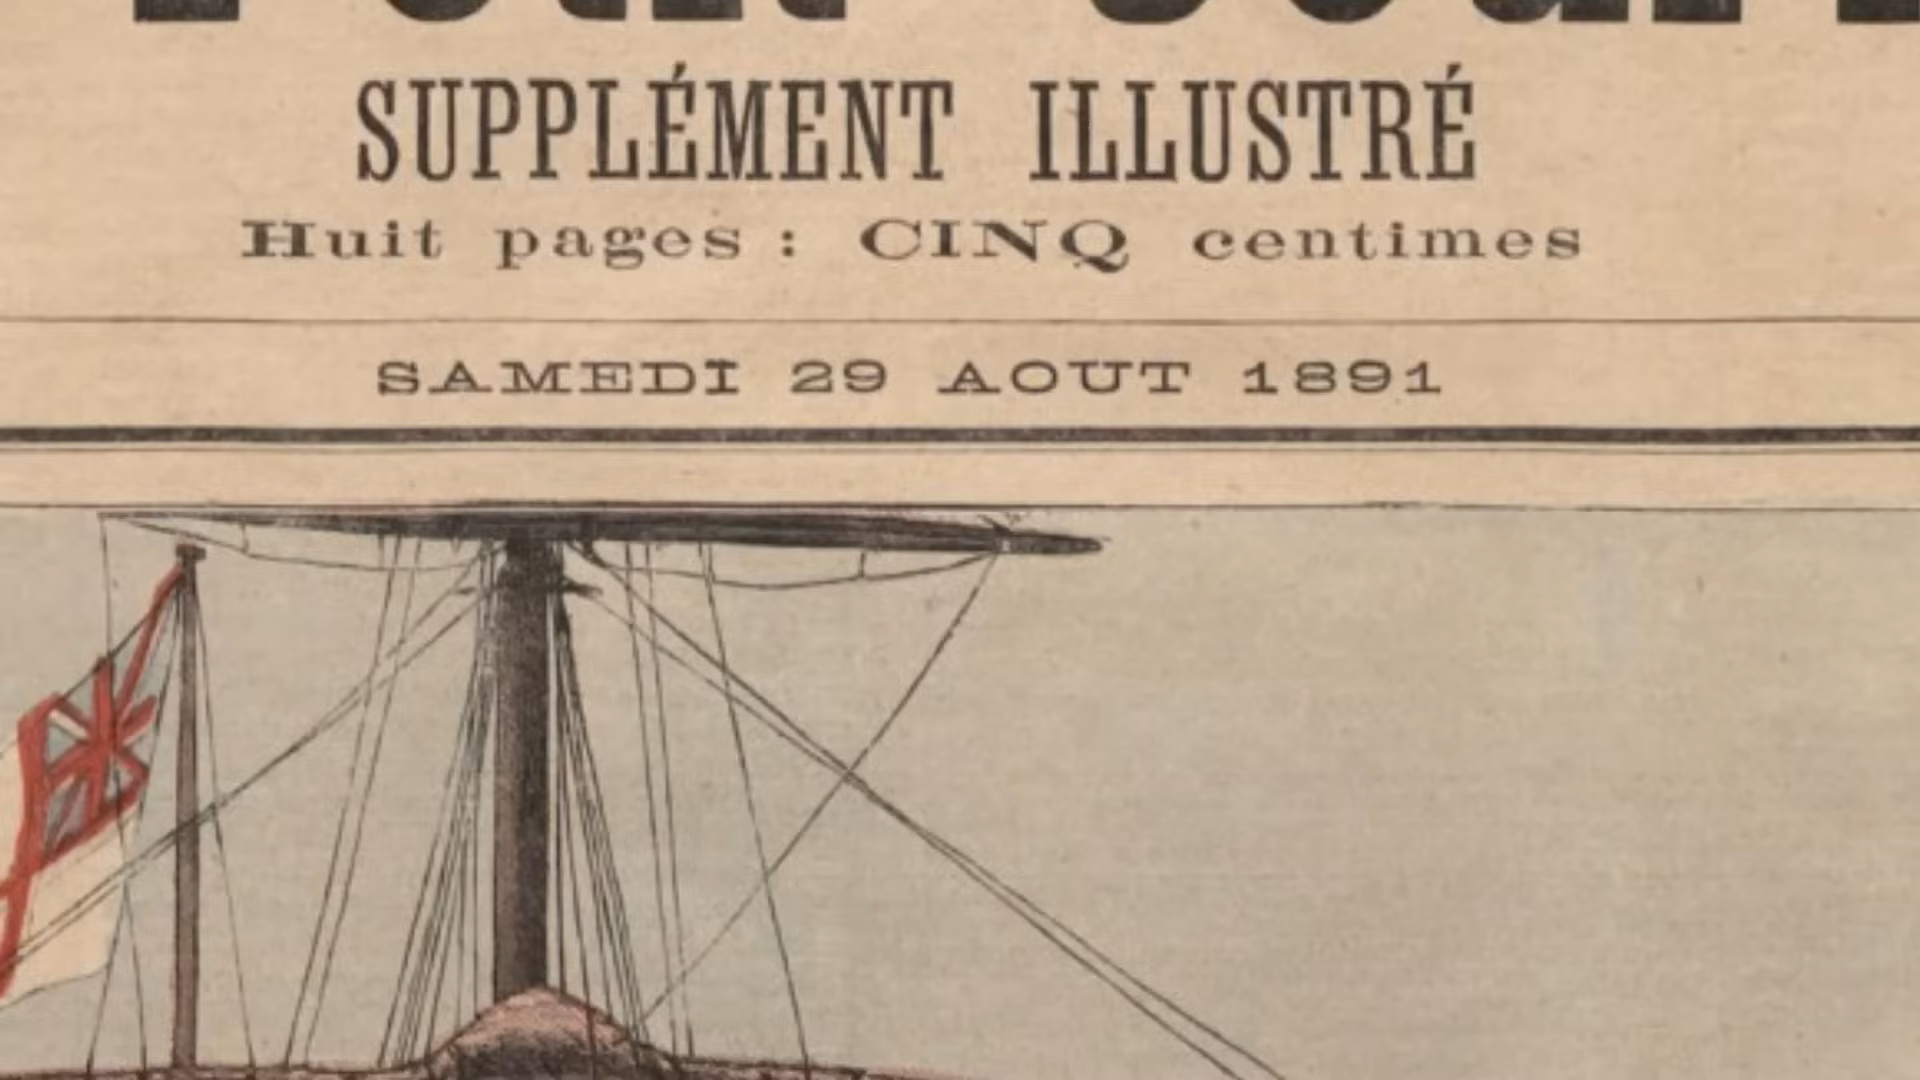 SUPPLÉMENT ILLUSTRÉ
Huit pages : CINQ centimes
SAMEDI 29 AOUT 1891